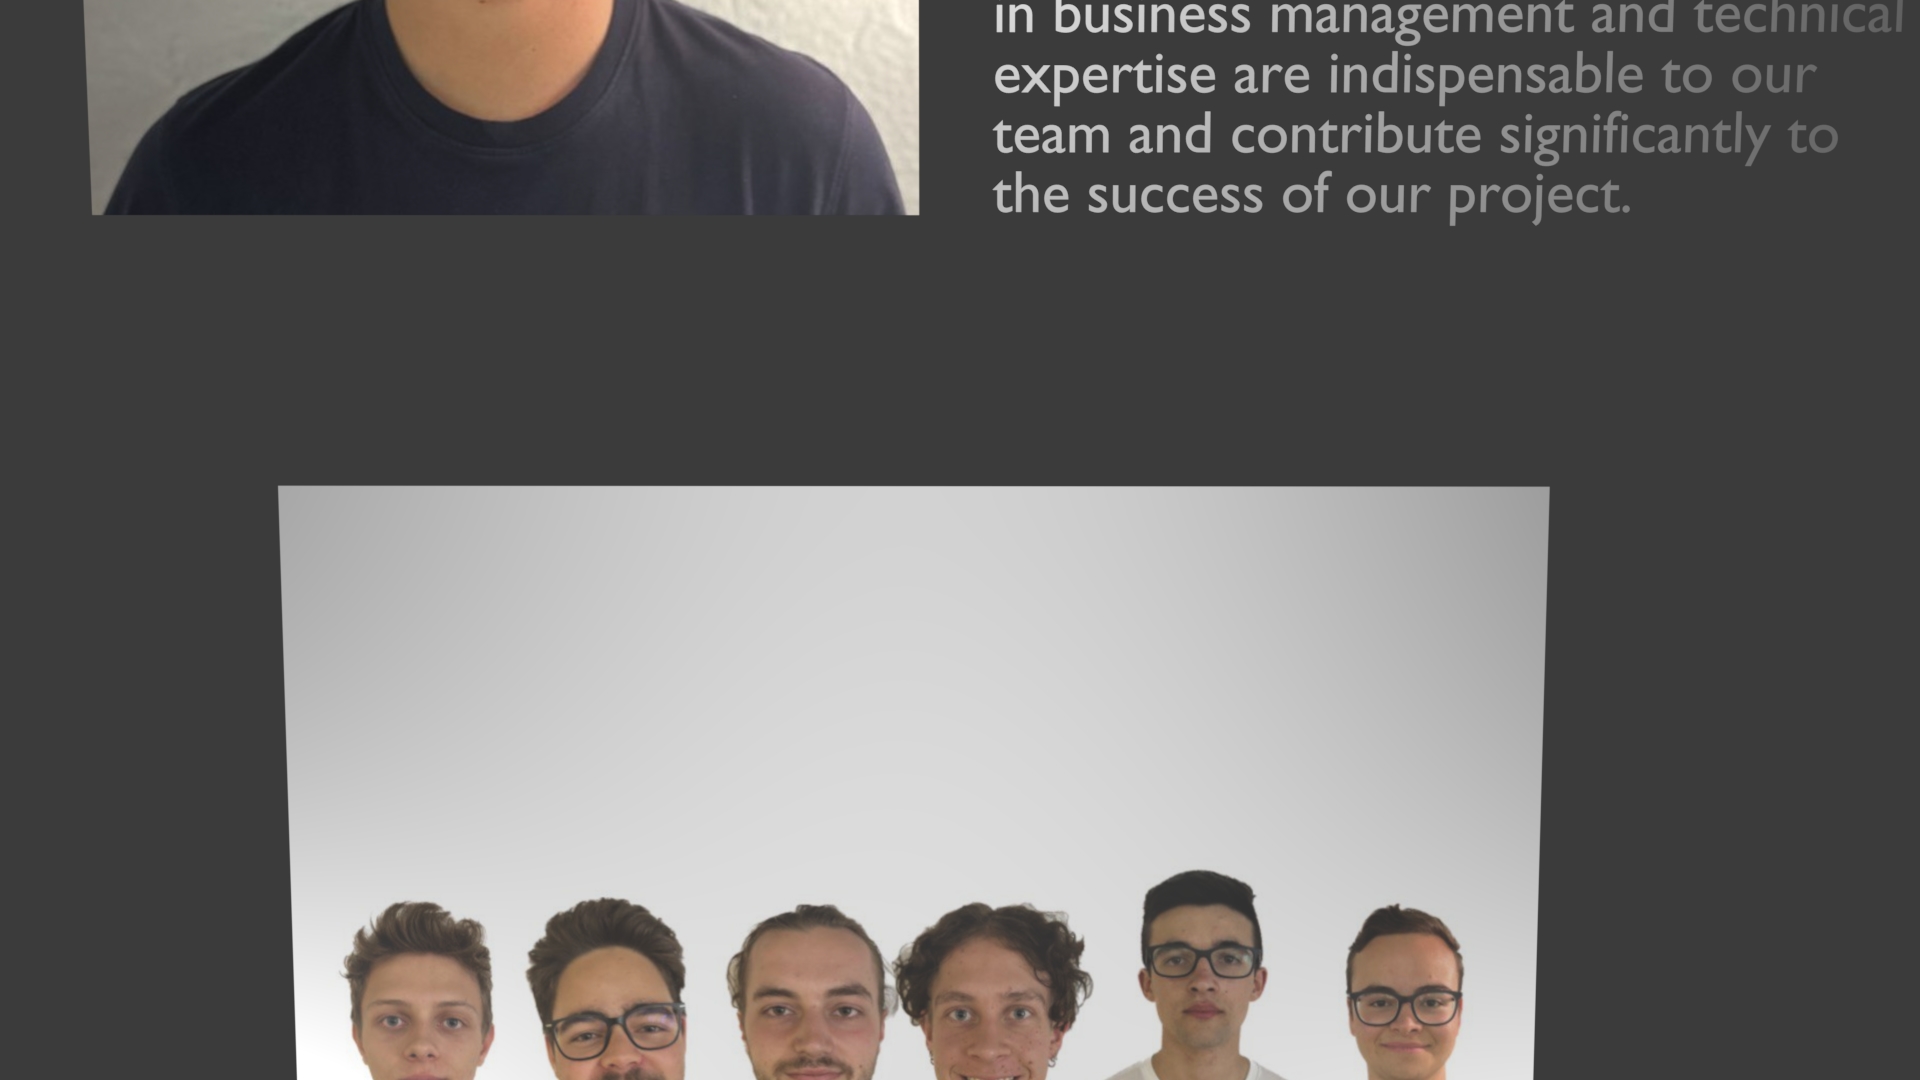 in business management and technical
expertise are indispensable to our
team and contribute significantly to
the success of our project.